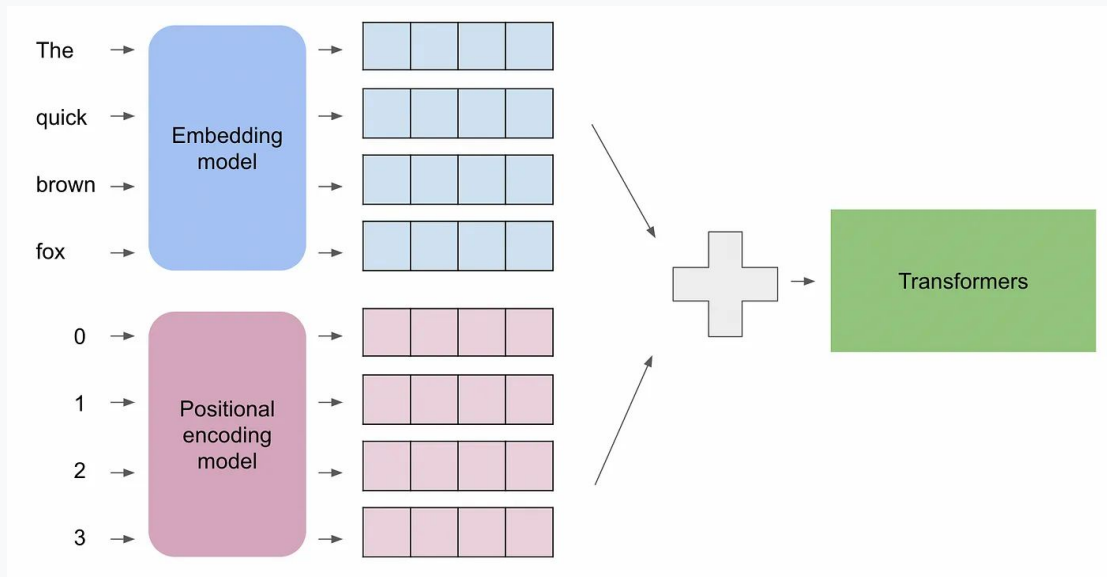 The
quick
brown
fox
Embedding
model
0
1
2
3
Positional
encoding
model
Transformers